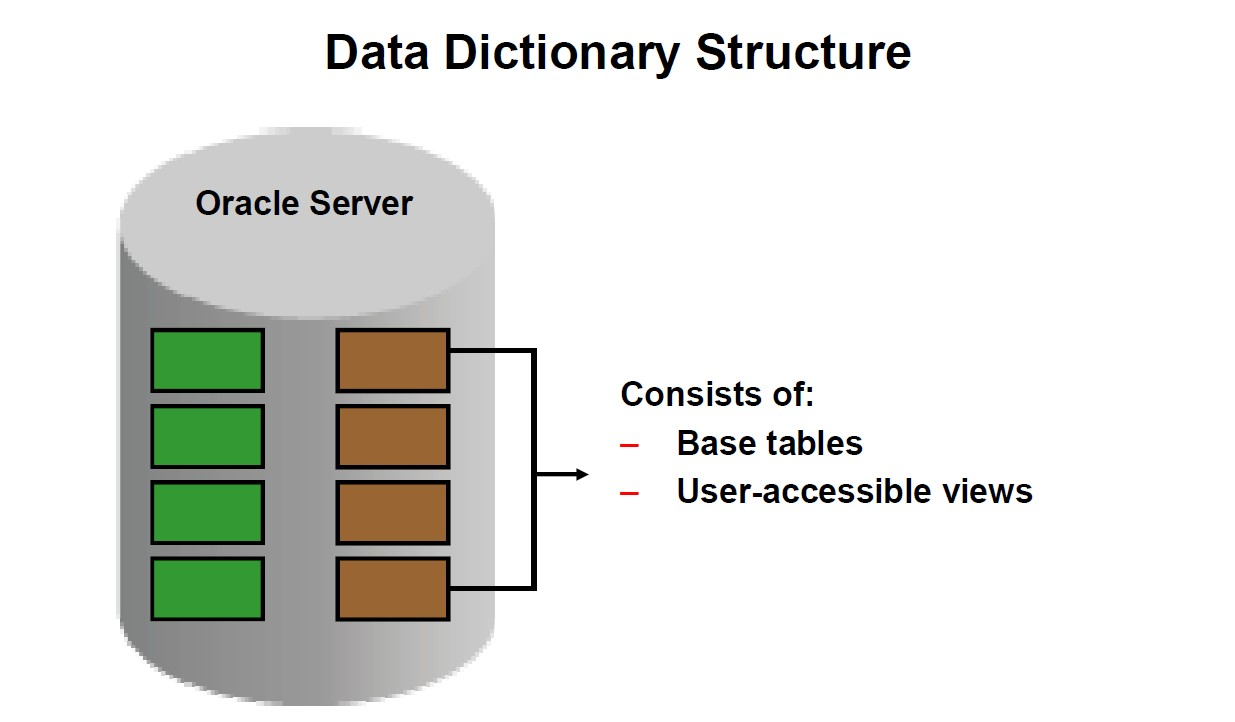 Data Dictionary Structure
Oracle Server
Consists of:
– Base tables
– User-accessible views